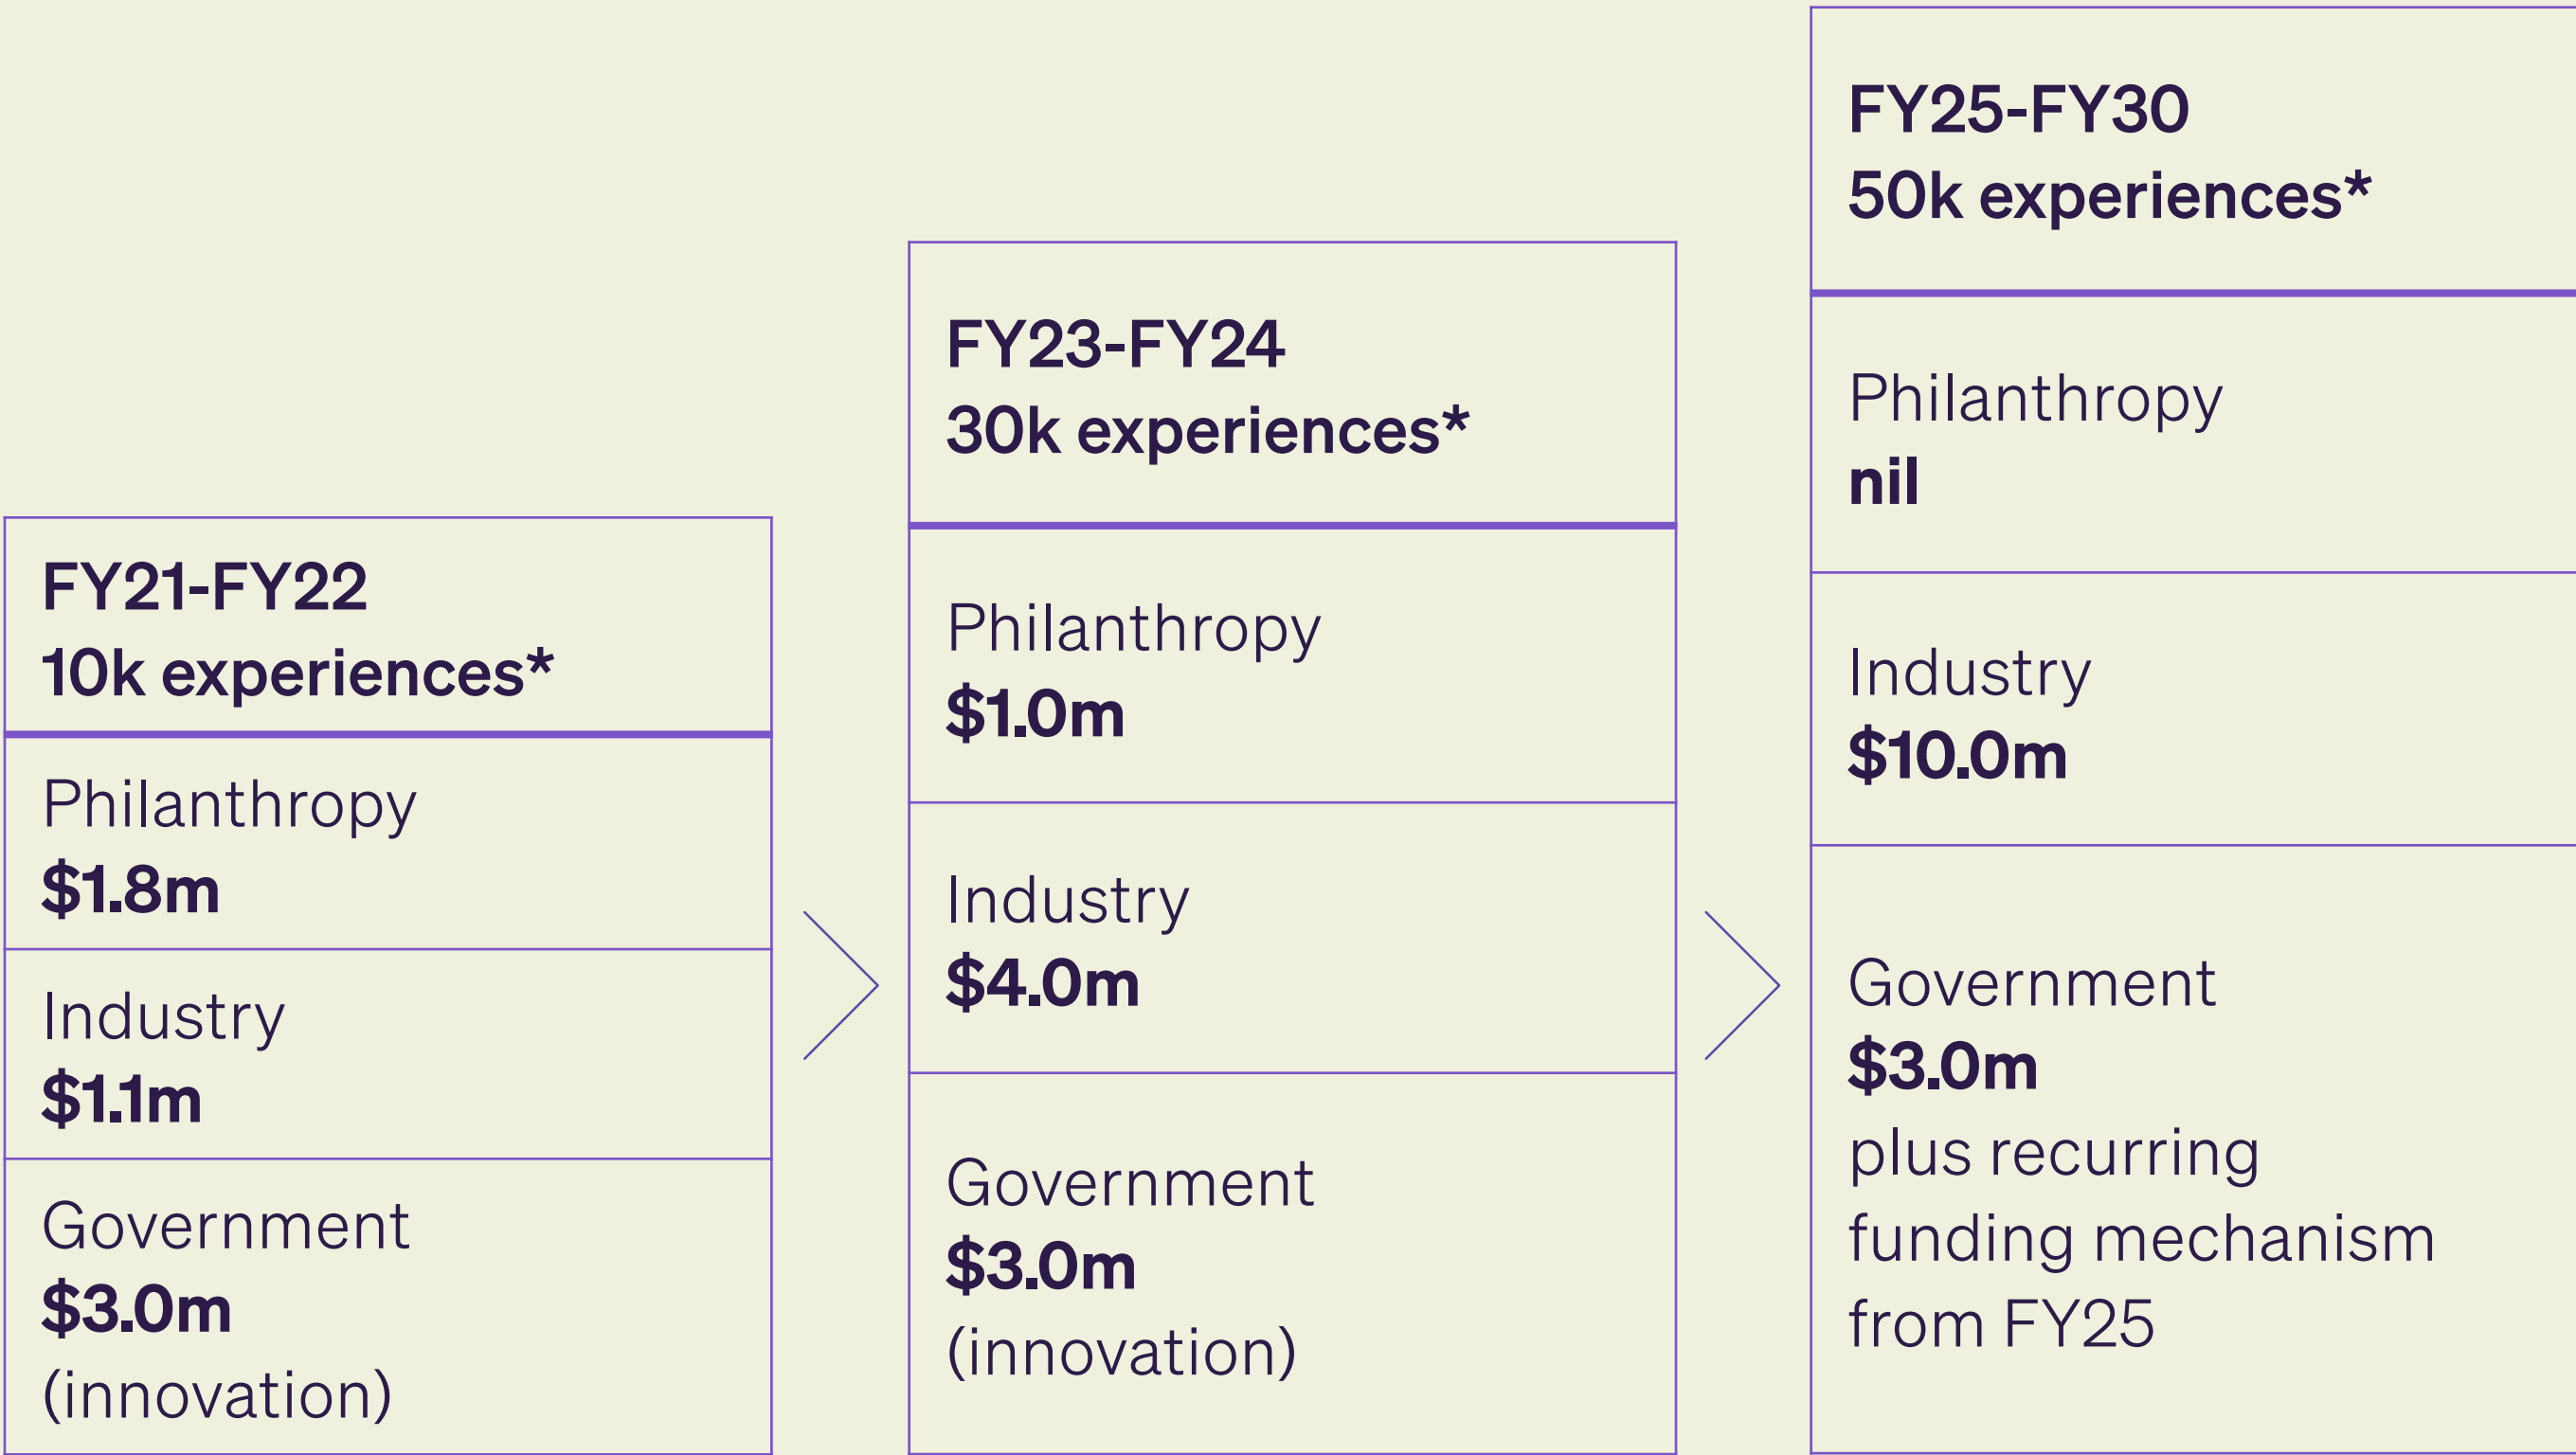 FY21-FY22
10k experiences*
Philanthropy
$1.8m
Industry
$1.1m
Government
$3.0m
(innovation)
FY23-FY24
30k experiences*
Philanthropy
$1.0m
Industry
$4.0m
Government
$3.0m
(innovation)
FY25-FY30
50k experiences*
Philanthropy
nil
Industry
$10.0m
Government
$3.0m
plus recurring
funding mechanism
from FY25